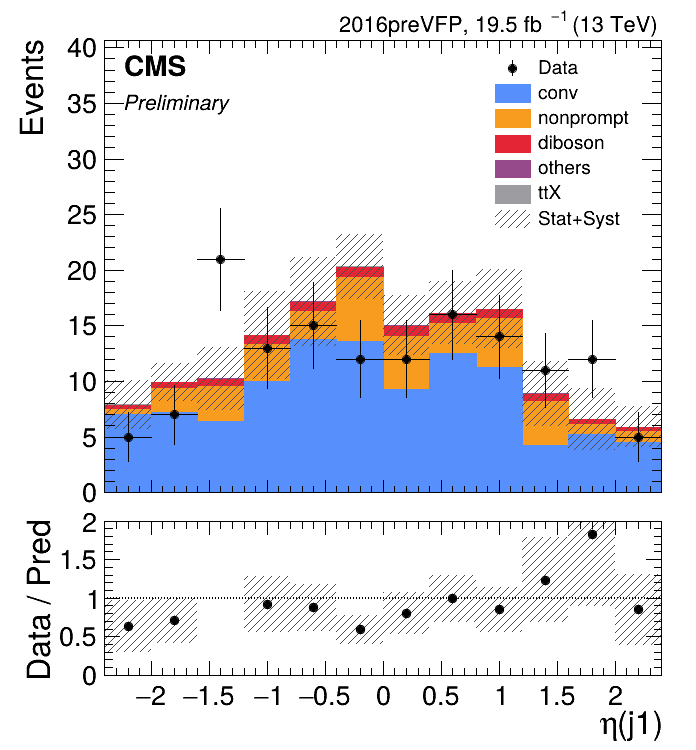 2016preVFP, 19.5 fb⁻¹ (13 TeV)
Events
40
35
30
25
20
15
10
5
0
CMS
Preliminary
Data
conv
nonprompt
diboson
others
ttX
Stat+Syst
Data / Pred
2
1.5
1
0.5
0
−2 −1.5 −1 −0.5 0 0.5 1 1.5 2
η(j1)